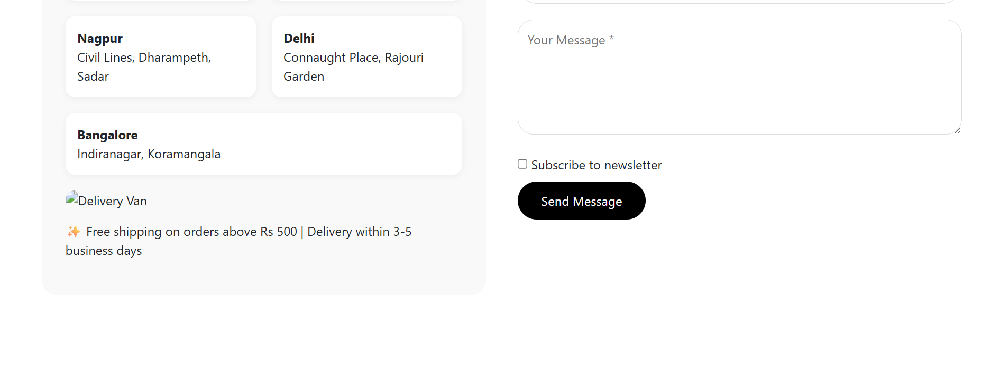 Nagpur
Civil Lines, Dharampeth,
Sadar
Delhi
Connaught Place, Rajouri
Garden
Bangalore
Indiranagar, Koramangala
Delivery Van
✨ Free shipping on orders above Rs 500 | Delivery within 3-5
business days
Your Message *
Subscribe to newsletter
Send Message